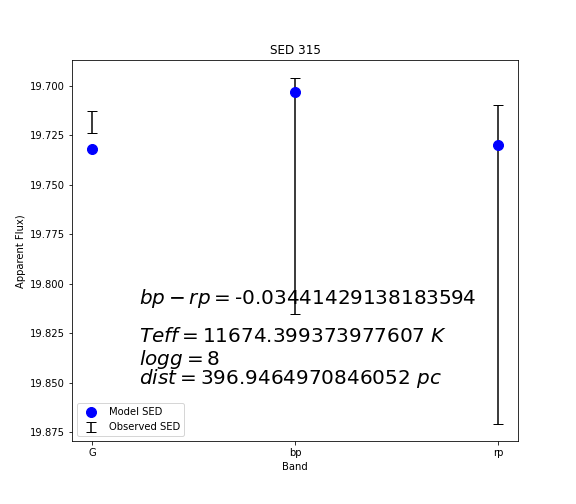 SED 315
Apparent Flux)
19.700
19.725
19.750
19.775
19.800
19.825
19.850
19.875
bp − rp = -0.03441429138183594
Teff = 11674.399373977607 K
logg = 8
dist = 396.9464970846052 pc
Model SED
Observed SED
G bp rp
Band